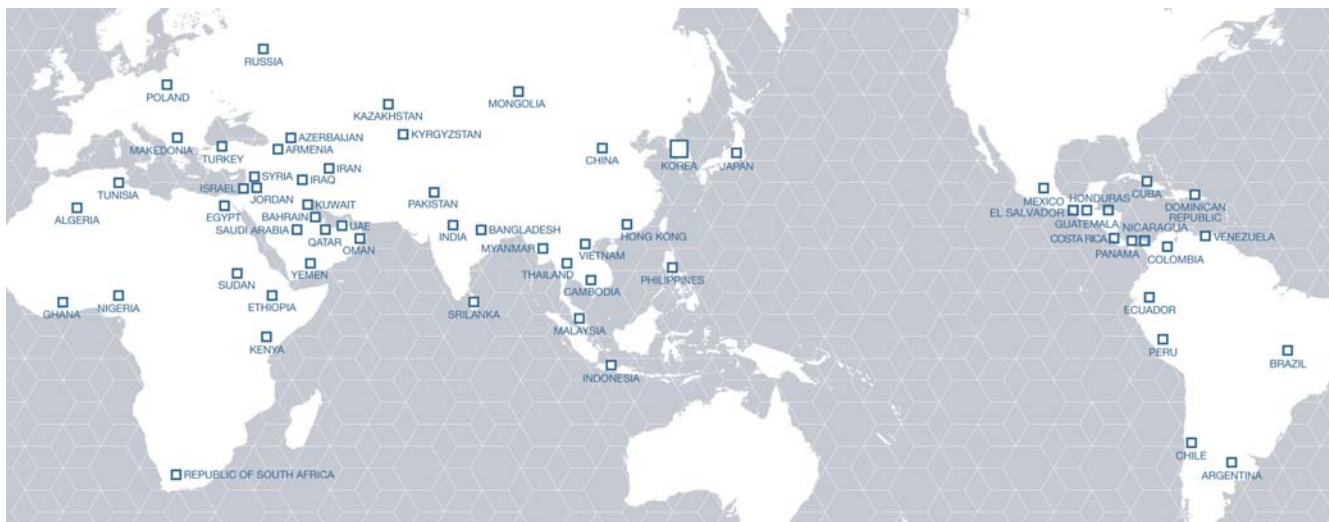 RUSSIA
POLAND
MONGOLIA
KAZAKHSTAN
KYRGYZSTAN
AZERBAIJAN
MAKEDONIA
TURKEY
ARMENIA
CHINA
KOREA
JAPAN
IRAN
SYRIA
IRAQ
ISRAEL
JORDAN
TUNISIA
PAKISTAN
ALGERIA
EGYPT
KUWAIT
BAHRAIN
SAUDI ARABIA
UAE
QATAR
OMAN
INDIA
BANGLADESH
HONG KONG
MYANMAR
VIETNAM
YEMEN
THAILAND
PHILIPPINES
SUDAN
CAMBODIA
GHANA
NIGERIA
ETHIOPIA
SRILANKA
MALAYSIA
KENYA
INDONESIA
REPUBLIC OF SOUTH AFRICA
MEXICO
HONDURAS
CUBA
EL SALVADOR
GUATEMALA
DOMINICAN
REPUBLIC
NICARAGUA
COSTA RICA
VENEZUELA
PANAMA
COLOMBIA
ECUADOR
PERU
BRAZIL
CHILE
ARGENTINA